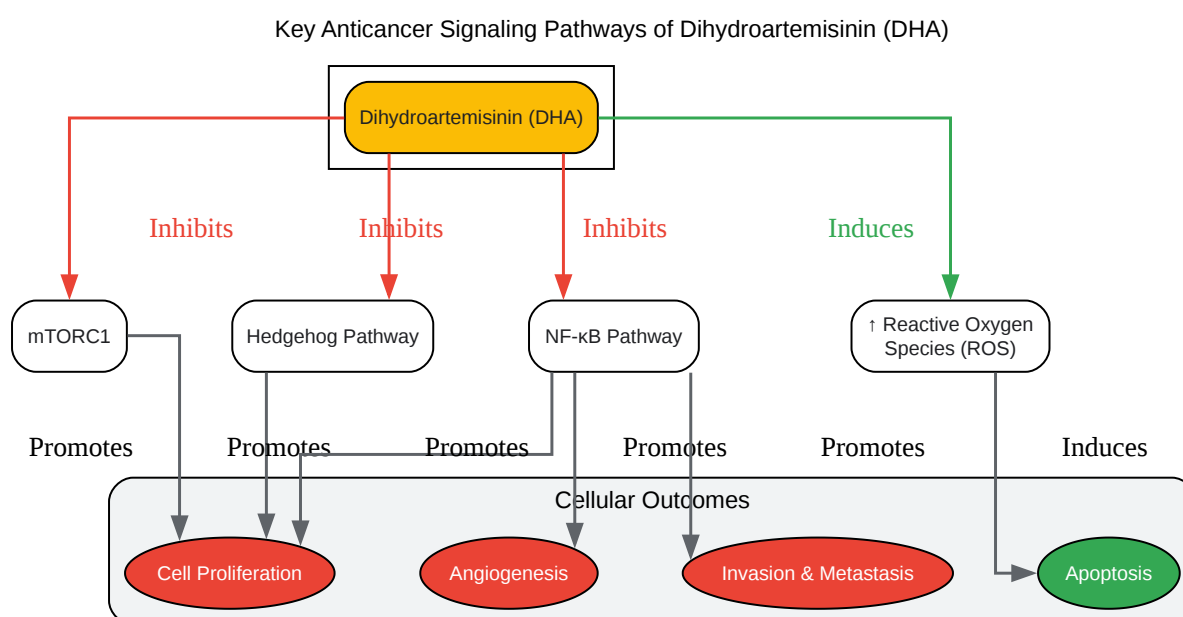 Key Anticancer Signaling Pathways of Dihydroartemisinin (DHA)
Dihydroartemisinin (DHA)
Inhibits
Inhibits
Inhibits
Induces
mTORC1
Hedgehog Pathway
NF-κB Pathway
↑ Reactive Oxygen
Species (ROS)
Promotes
Promotes
Promotes
Promotes
Promotes
Induces
Cellular Outcomes
Cell Proliferation
Angiogenesis
Invasion & Metastasis
Apoptosis